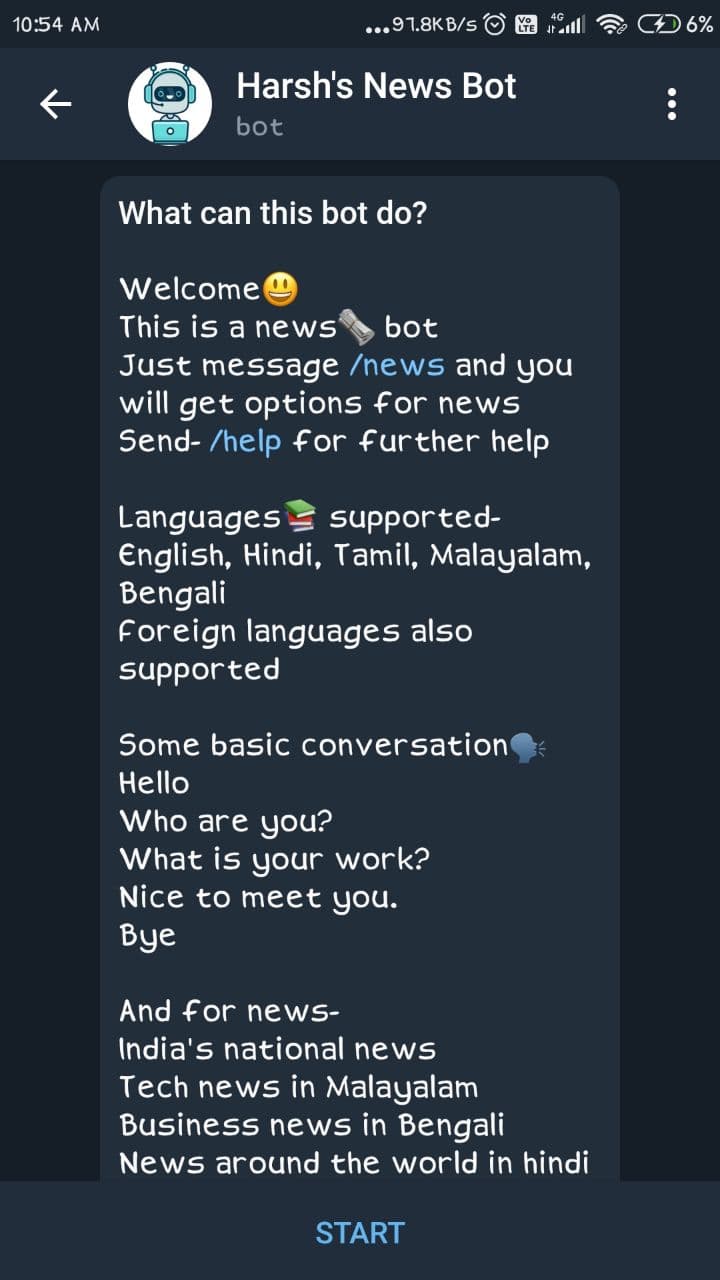 10:54 AM ...97.8KB/s Vo LTE 4G 6%
Harsh's News Bot
bot
What can this bot do?
Welcome😃
This is a news🗞️ bot
Just message /news and you
will get options for news
Send- /help for further help
Languages📚 supported-
English, Hindi, Tamil, Malayalam,
Bengali
Foreign languages also
supported
Some basic conversation🗣️
Hello
Who are you?
What is your work?
Nice to meet you.
Bye
And for news-
India's national news
Tech news in Malayalam
Business news in Bengali
News around the world in hindi
START